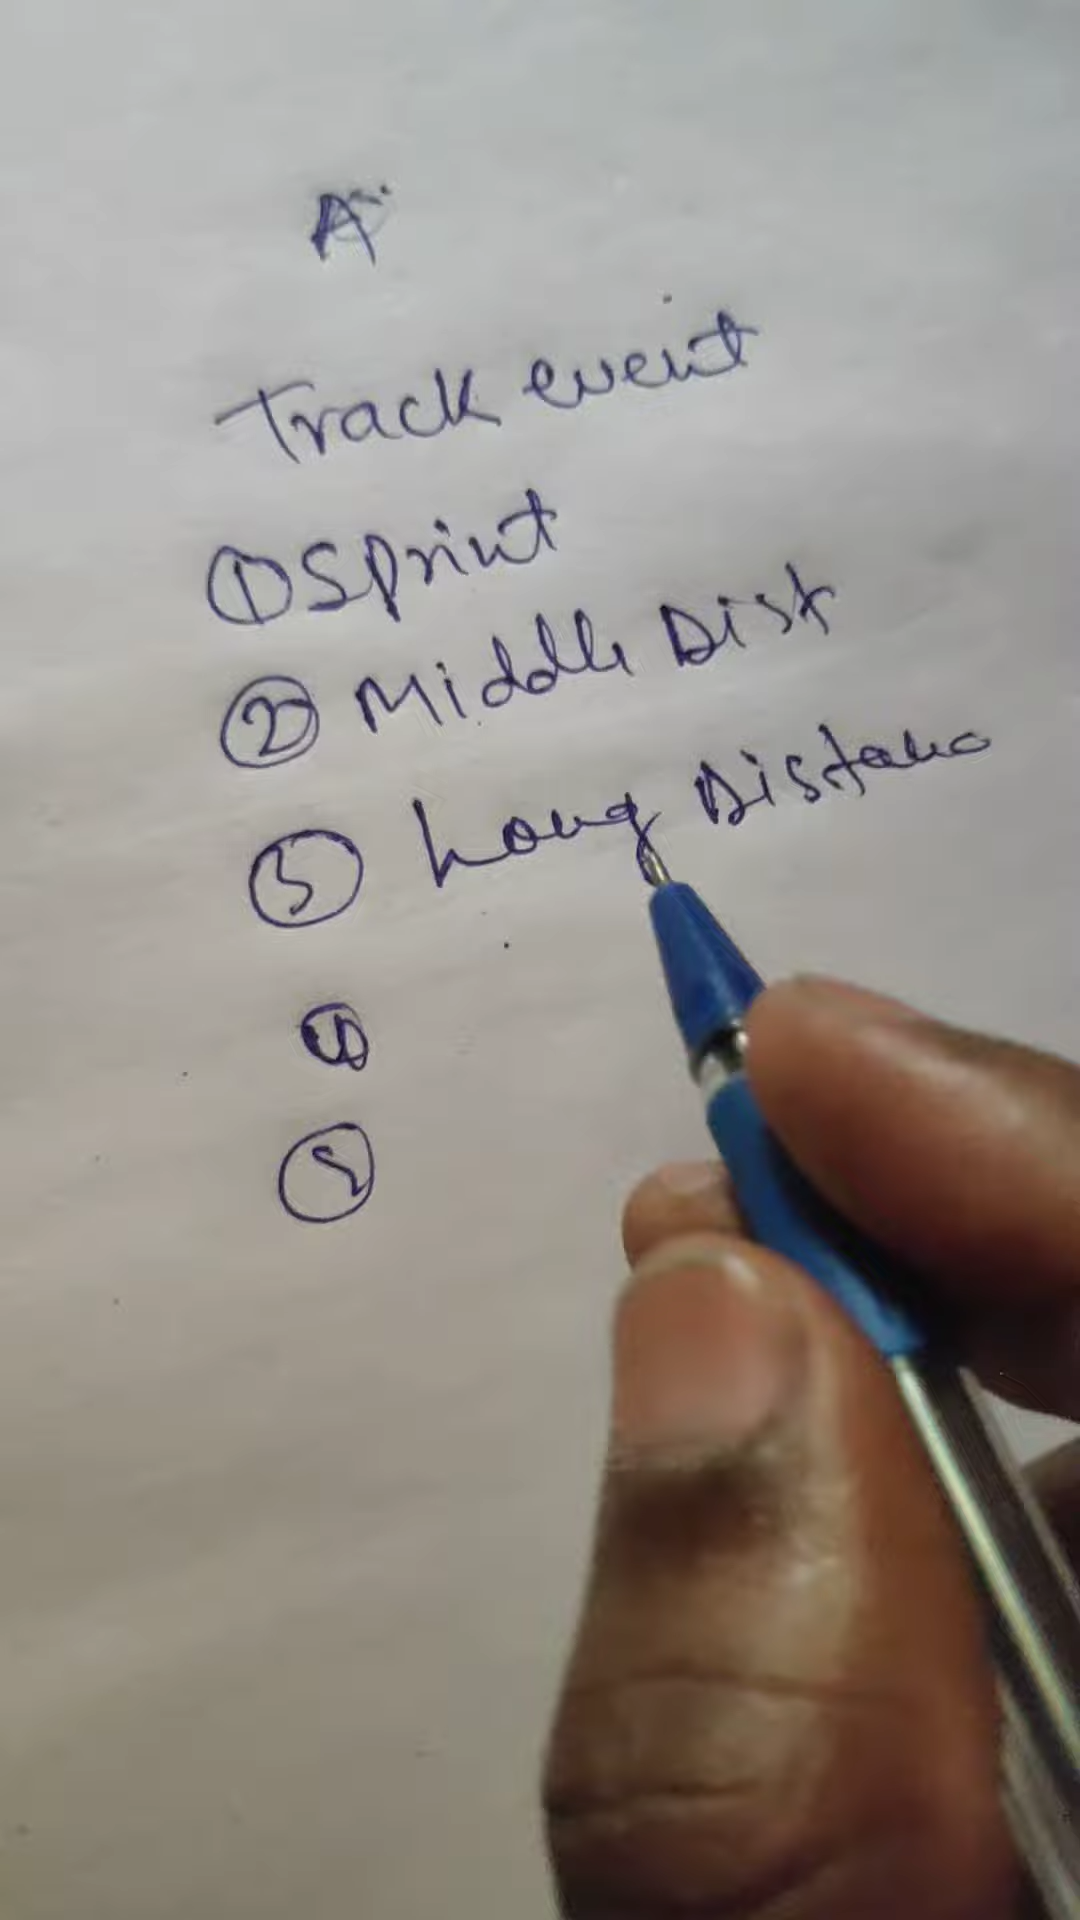 A
Track event
① Sprint
② Middle Dist
③ Long Distance
④
⑤